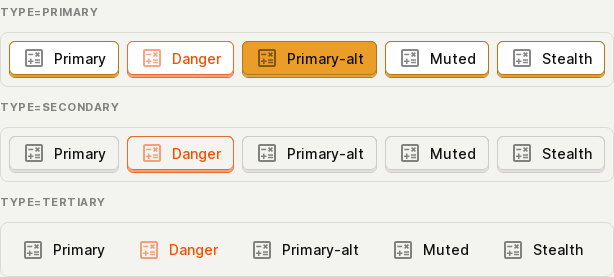 TYPE=PRIMARY
Primary Danger Primary-alt Muted Stealth
TYPE=SECONDARY
Primary Danger Primary-alt Muted Stealth
TYPE=TERTIARY
Primary Danger Primary-alt Muted Stealth